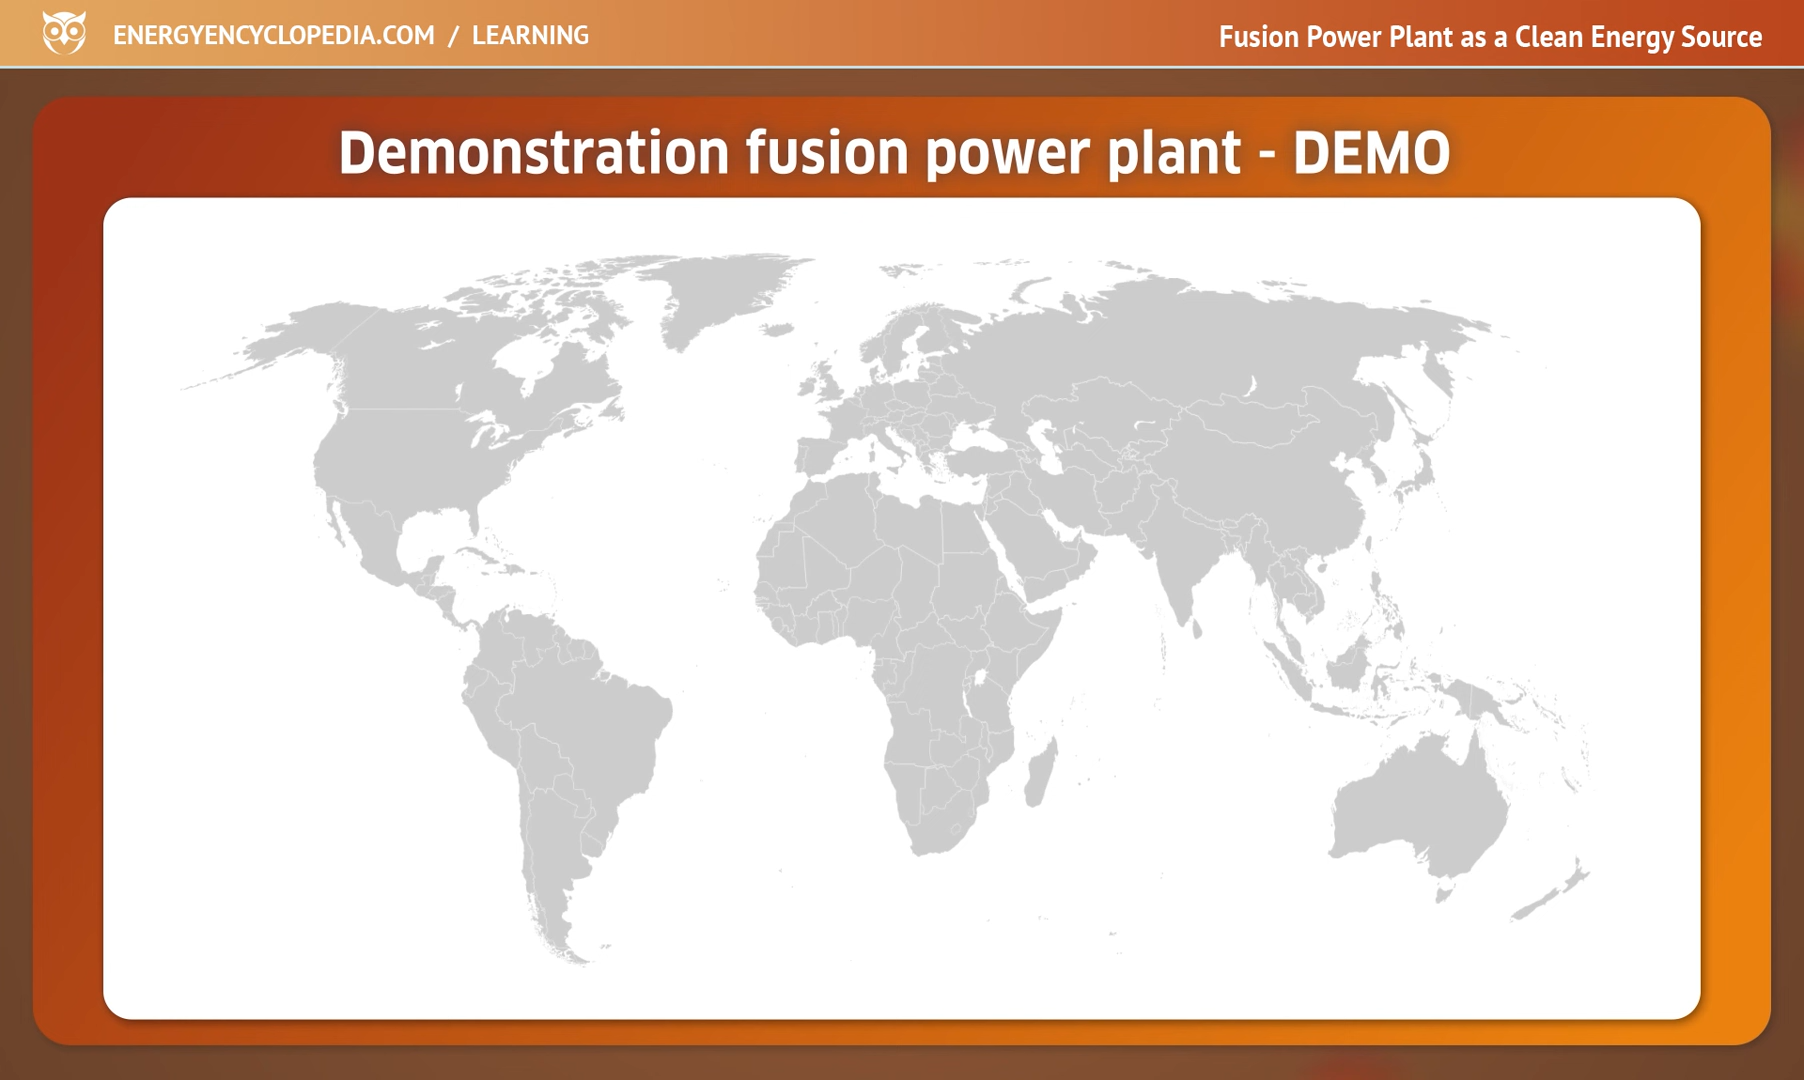 ENERGYENCYCLOPEDIA.COM / LEARNING
Fusion Power Plant as a Clean Energy Source
Demonstration fusion power plant - DEMO